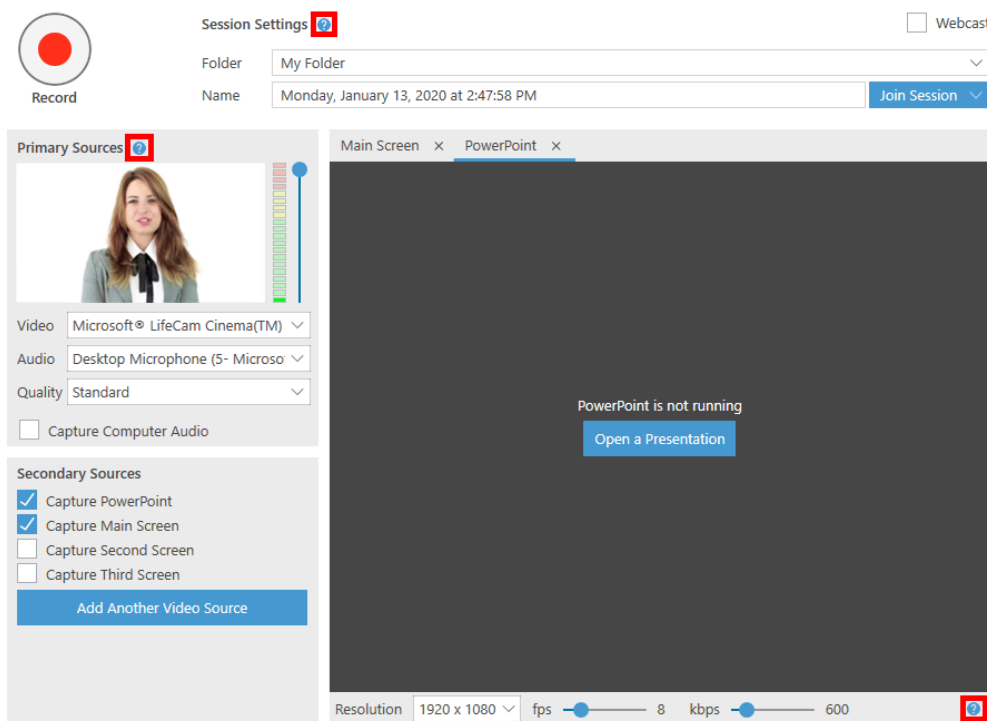 Session Settings ?
Webcast
Record
Folder My Folder
Name Monday, January 13, 2020 at 2:47:58 PM Join Session
Primary Sources ?
Video Microsoft® LifeCam Cinema(TM)
Audio Desktop Microphone (5- Microso
Quality Standard
Capture Computer Audio
Secondary Sources
Capture PowerPoint
Capture Main Screen
Capture Second Screen
Capture Third Screen
Add Another Video Source
Main Screen × PowerPoint ×
PowerPoint is not running
Open a Presentation
Resolution 1920 x 1080 fps 8 kbps 600 ?